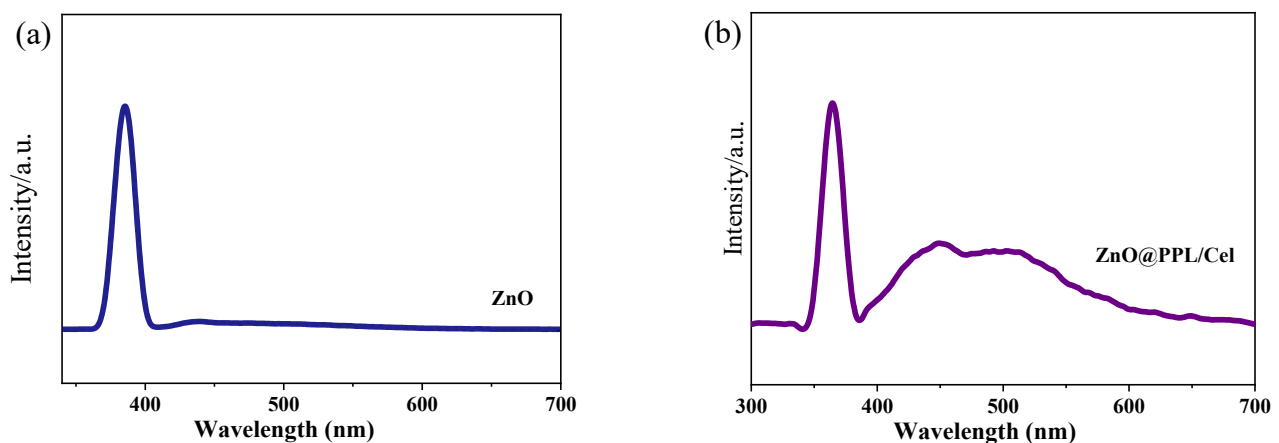 (a)
Intensity/a.u.
ZnO
400 500 600 700
Wavelength (nm)
(b)
Intensity/a.u.
ZnO@PPL/Cel
300 400 500 600 700
Wavelength (nm)